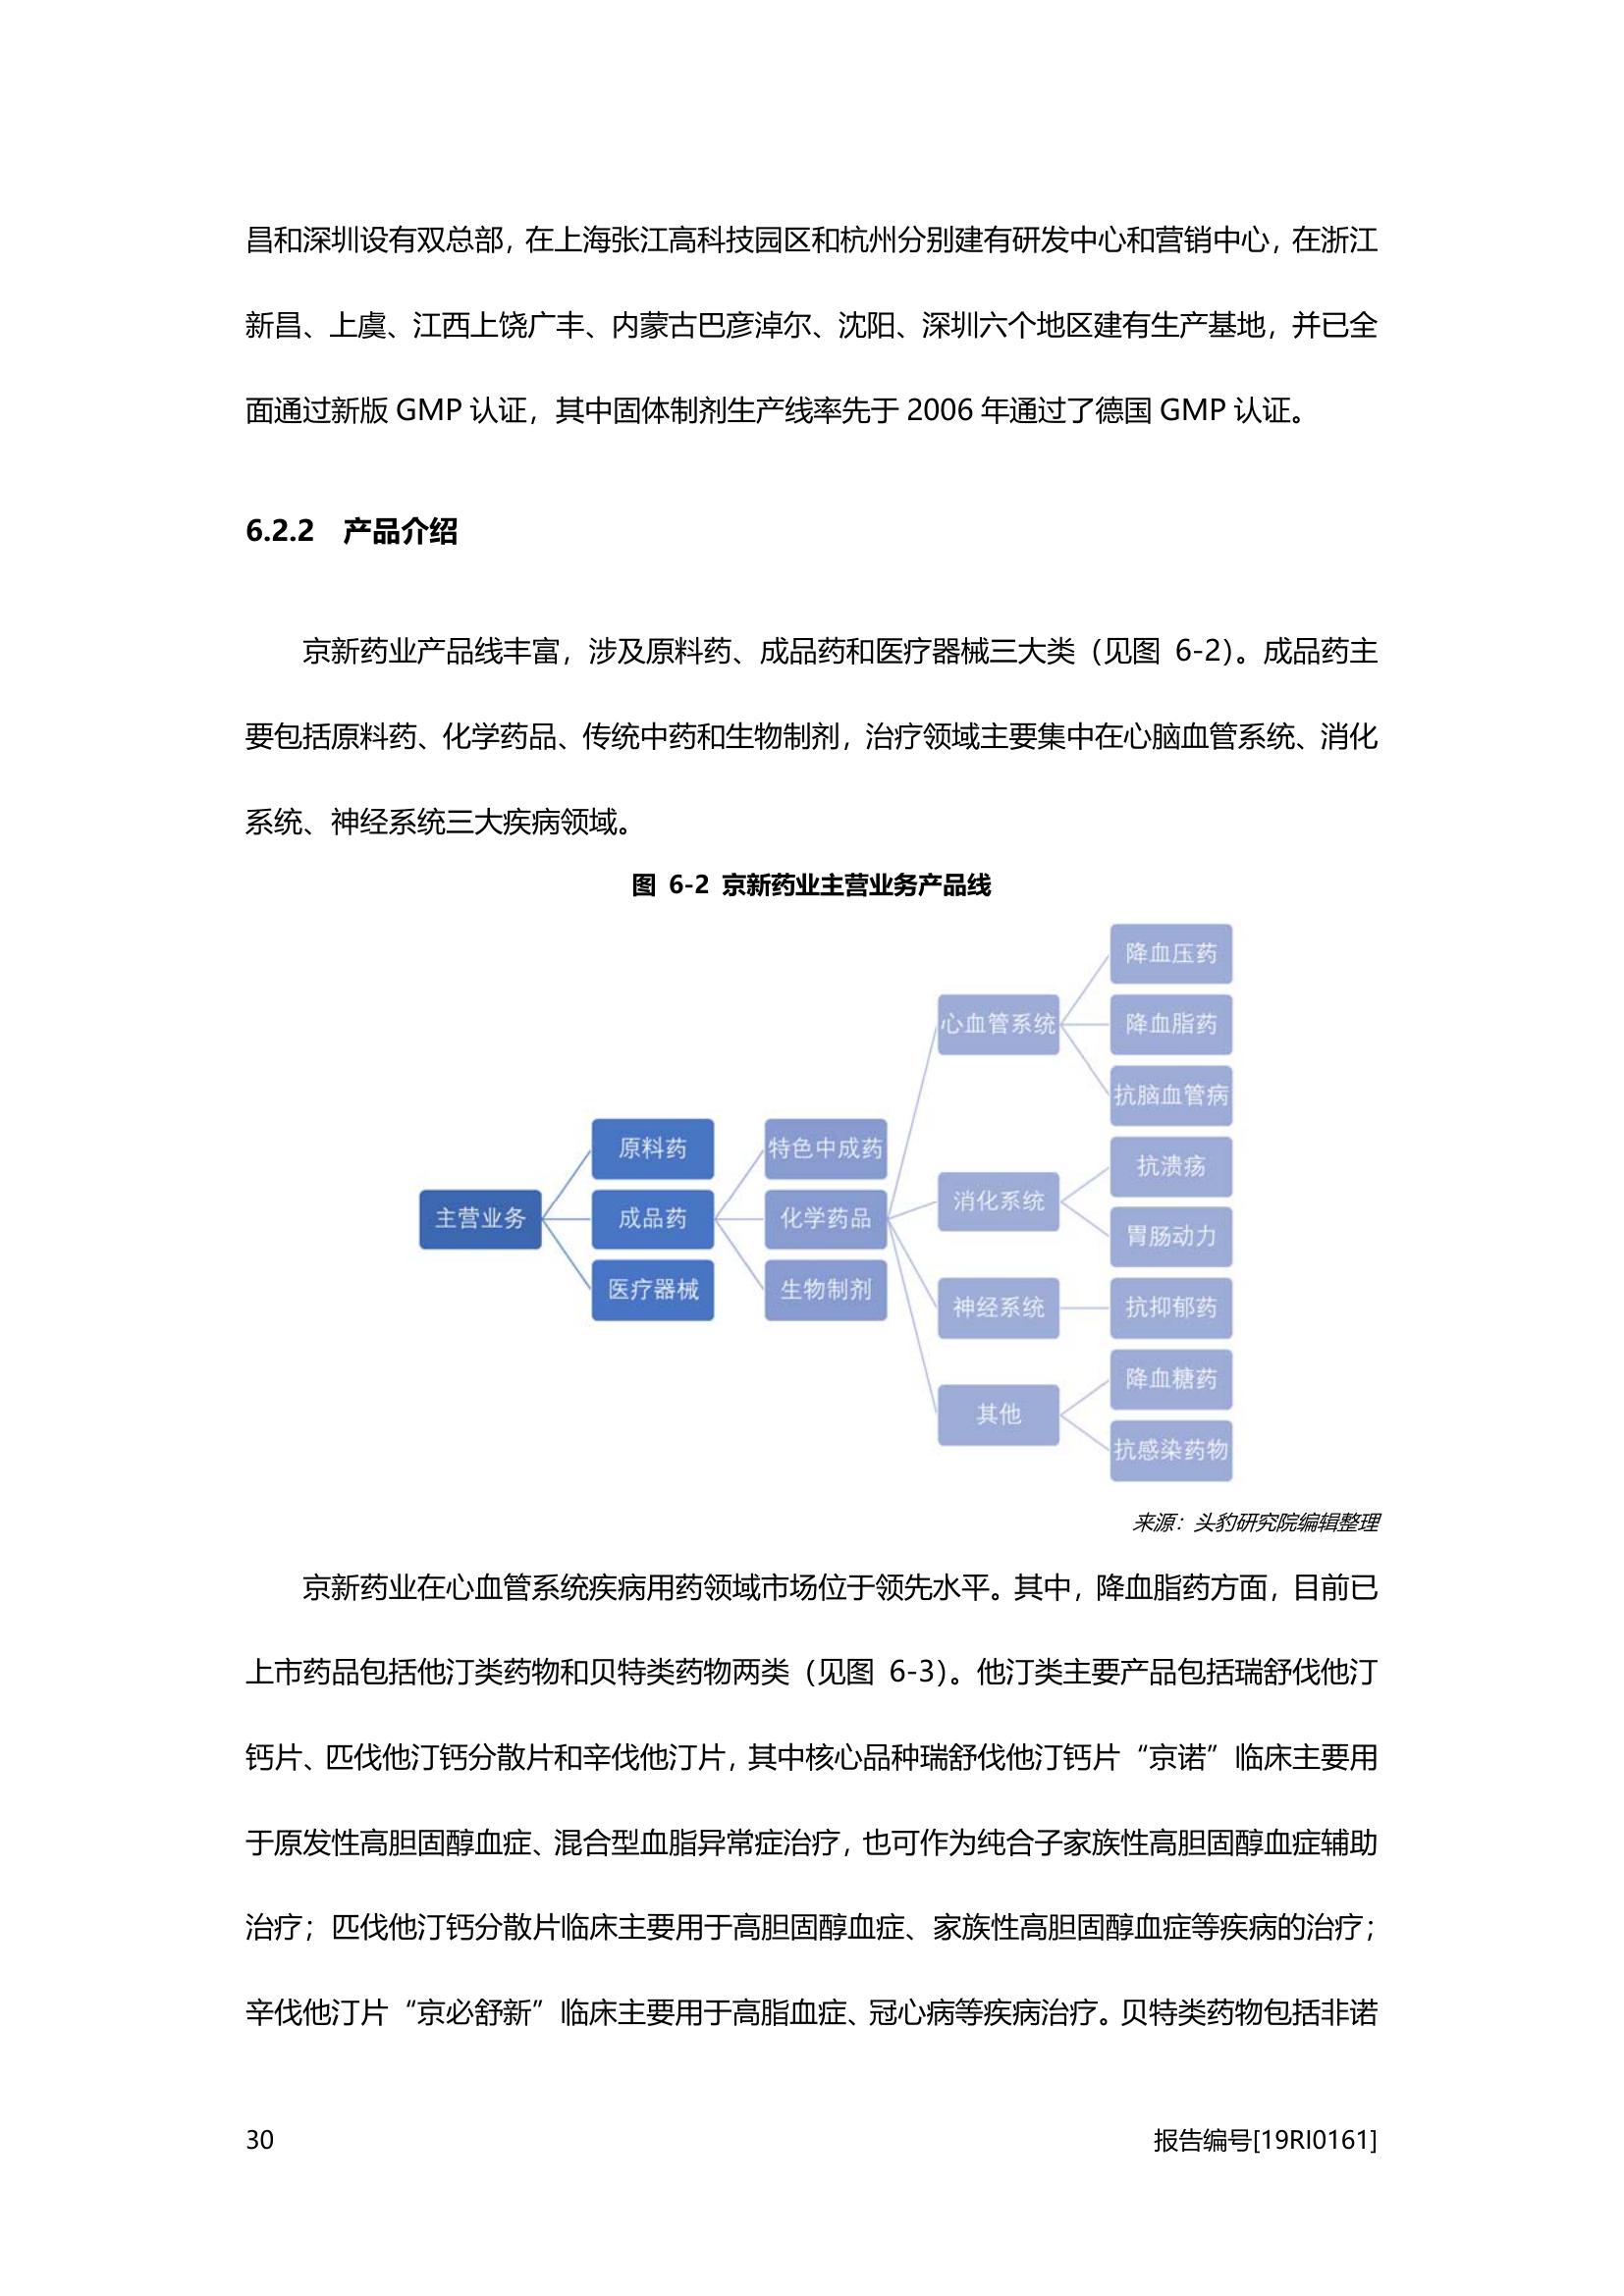 昌和深圳设有双总部，在上海张江高科技园区和杭州分别建有研发中心和营销中心，在浙江
新昌、上虞、江西上饶广丰、内蒙古巴彦淖尔、沈阳、深圳六个地区建有生产基地，并已全
面通过新版 GMP 认证，其中固体制剂生产线率先于 2006 年通过了德国 GMP 认证。
6.2.2 产品介绍
京新药业产品线丰富，涉及原料药、成品药和医疗器械三大类（见图 6-2）。成品药主
要包括原料药、化学药品、传统中药和生物制剂，治疗领域主要集中在心脑血管系统、消化
系统、神经系统三大疾病领域。
图 6-2 京新药业主营业务产品线
主营业务
原料药
成品药
医疗器械
特色中成药
化学药品
生物制剂
心血管系统
消化系统
神经系统
其他
降血压药
降血脂药
抗脑血管病
抗溃疡
胃肠动力
抗抑郁药
降血糖药
抗感染药物
来源：头豹研究院编辑整理
京新药业在心血管系统疾病用药领域市场位于领先水平。其中，降血脂药方面，目前已
上市药品包括他汀类药物和贝特类药物两类（见图 6-3）。他汀类主要产品包括瑞舒伐他汀
钙片、匹伐他汀钙分散片和辛伐他汀片，其中核心品种瑞舒伐他汀钙片“京诺”临床主要用
于原发性高胆固醇血症、混合型血脂异常症治疗，也可作为纯合子家族性高胆固醇血症辅助
治疗；匹伐他汀钙分散片临床主要用于高胆固醇血症、家族性高胆固醇血症等疾病的治疗；
辛伐他汀片“京必舒新”临床主要用于高脂血症、冠心病等疾病治疗。贝特类药物包括非诺
30
报告编号[19RI0161]